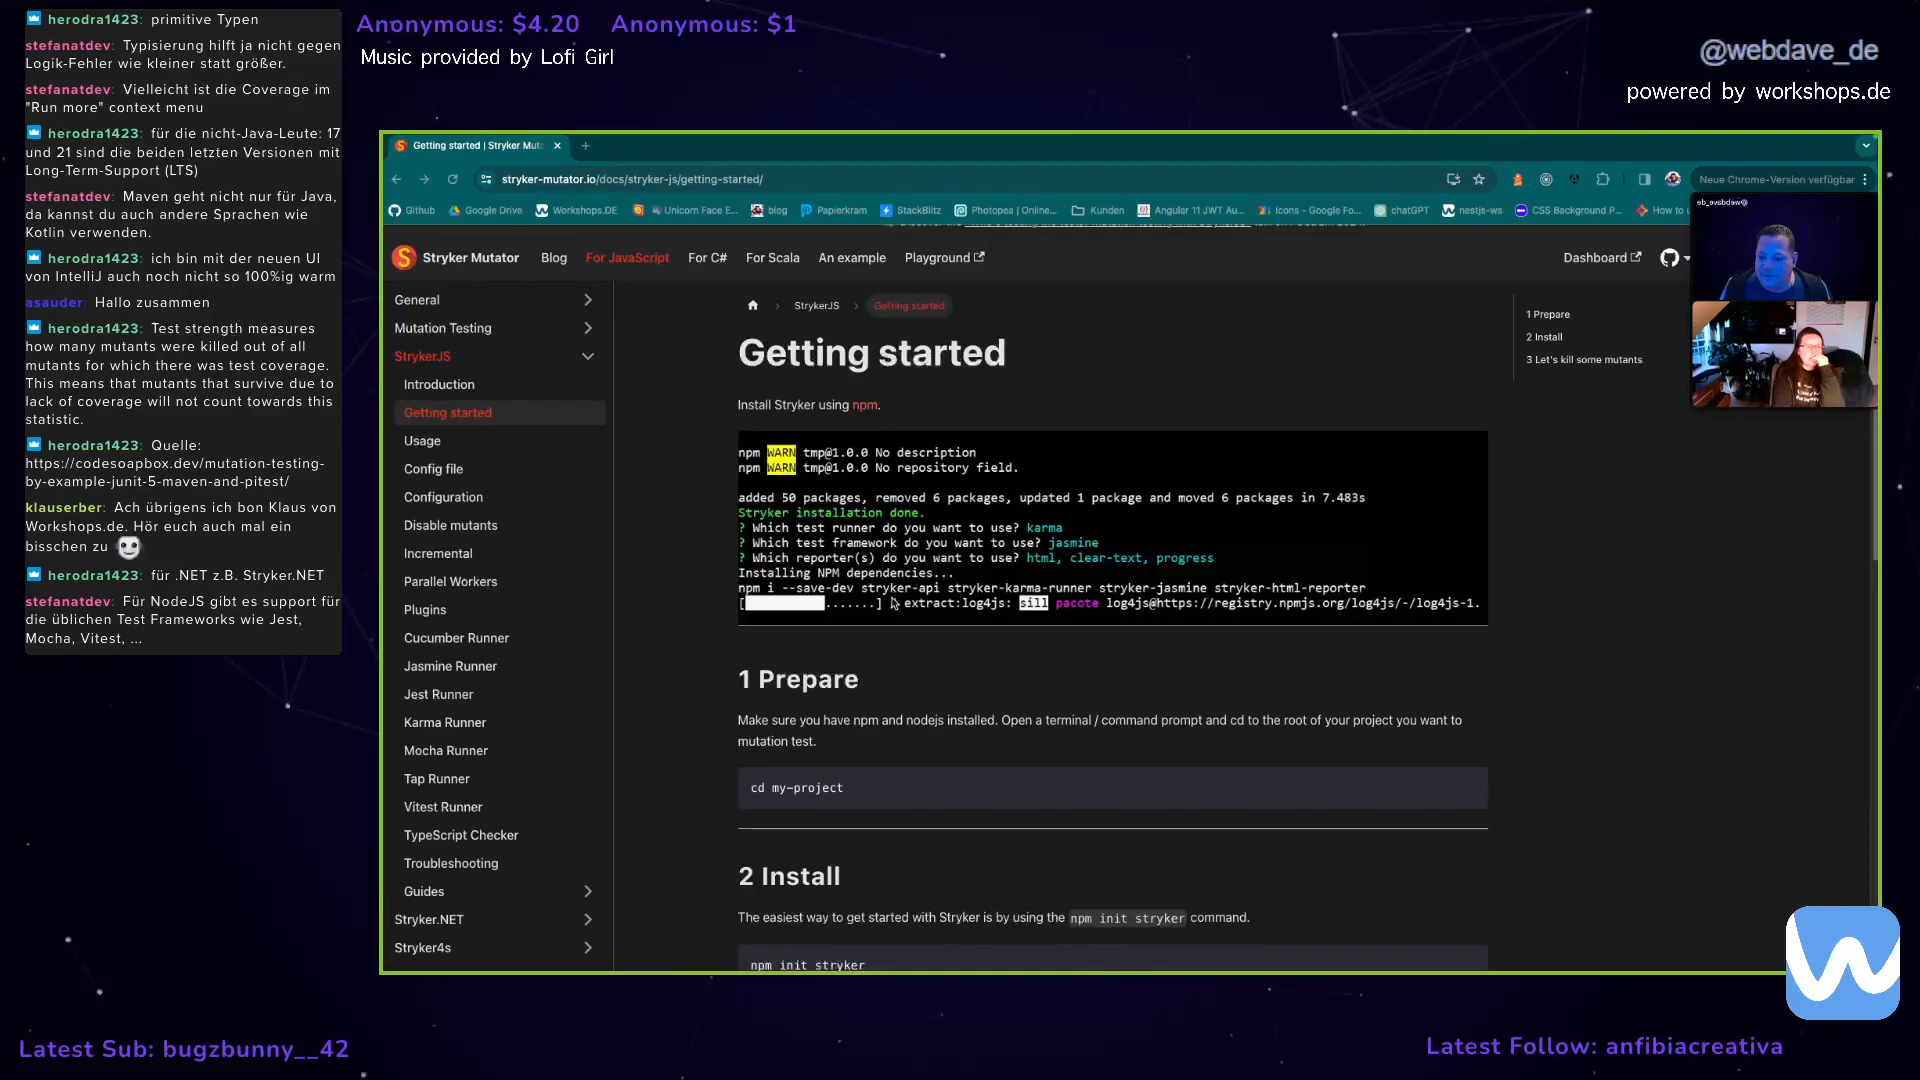 herodra1423: primitive Typen
stefanatdev: Typisierung hilft ja nicht gegen
Logik-Fehler wie kleiner statt größer.
stefanatdev: Vielleicht ist die Coverage im
"Run more" context menu
herodra1423: für die nicht-Java-Leute: 17
und 21 sind die beiden letzten Versionen mit
Long-Term-Support (LTS)
stefanatdev: Maven geht nicht nur für Java,
da kannst du auch andere Sprachen wie
Kotlin verwenden.
herodra1423: ich bin mit der neuen UI
von IntelliJ auch noch nicht so 100%ig warm
asauder: Hallo zusammen
herodra1423: Test strength measures
how many mutants were killed out of all
mutants for which there was test coverage.
This means that mutants that survive due to
lack of coverage will not count towards this
statistic.
herodra1423: Quelle:
https://codesoapbox.dev/mutation-testing-
by-example-junit-5-maven-and-pitest/
klauserber: Ach übrigens ich bon Klaus von
Workshops.de. Hör euch auch mal ein
bisschen zu
herodra1423: für .NET z.B. Stryker.NET
stefanatdev: Für NodeJS gibt es support für
die üblichen Test Frameworks wie Jest,
Mocha, Vitest, ...
Anonymous: $4.20 Anonymous: $1
Music provided by Lofi Girl
@webdave_de
powered by workshops.de
Getting started | Stryker Muta
stryker-mutator.io/docs/stryker-js/getting-started/
Neue Chrome-Version verfügbar
Github Google Drive Workshops.DE Unicorn Face E... blog Papierkram StackBlitz Photopea | Online... Kunden Angular 11 JWT Au... Icons - Google Fo... chatGPT nestjs-ws CSS Background P... How to u
@webdave_de
Stryker Mutator Blog For JavaScript For C# For Scala An example Playground Dashboard
General
Mutation Testing
StrykerJS
Introduction
Getting started
Usage
Config file
Configuration
Disable mutants
Incremental
Parallel Workers
Plugins
Cucumber Runner
Jasmine Runner
Jest Runner
Karma Runner
Mocha Runner
Tap Runner
Vitest Runner
TypeScript Checker
Troubleshooting
Guides
Stryker.NET
Stryker4s
StrykerJS Getting started
Getting started
Install Stryker using npm.
npm WARN tmp@1.0.0 No description
npm WARN tmp@1.0.0 No repository field.
added 50 packages, removed 6 packages, updated 1 package and moved 6 packages in 7.483s
Stryker installation done.
? Which test runner do you want to use? karma
? Which test framework do you want to use? jasmine
? Which reporter(s) do you want to use? html, clear-text, progress
Installing NPM dependencies...
npm i --save-dev stryker-api stryker-karma-runner stryker-jasmine stryker-html-reporter
[.......] extract:log4js: sill pacote log4js@https://registry.npmjs.org/log4js/-/log4js-1.
1 Prepare
Make sure you have npm and nodejs installed. Open a terminal / command prompt and cd to the root of your project you want to
mutation test.
cd my-project
2 Install
The easiest way to get started with Stryker is by using the npm init stryker command.
npm init stryker
1 Prepare
2 Install
3 Let's kill some mutants
Latest Sub: bugzbunny__42
Latest Follow: anfibiacreativa